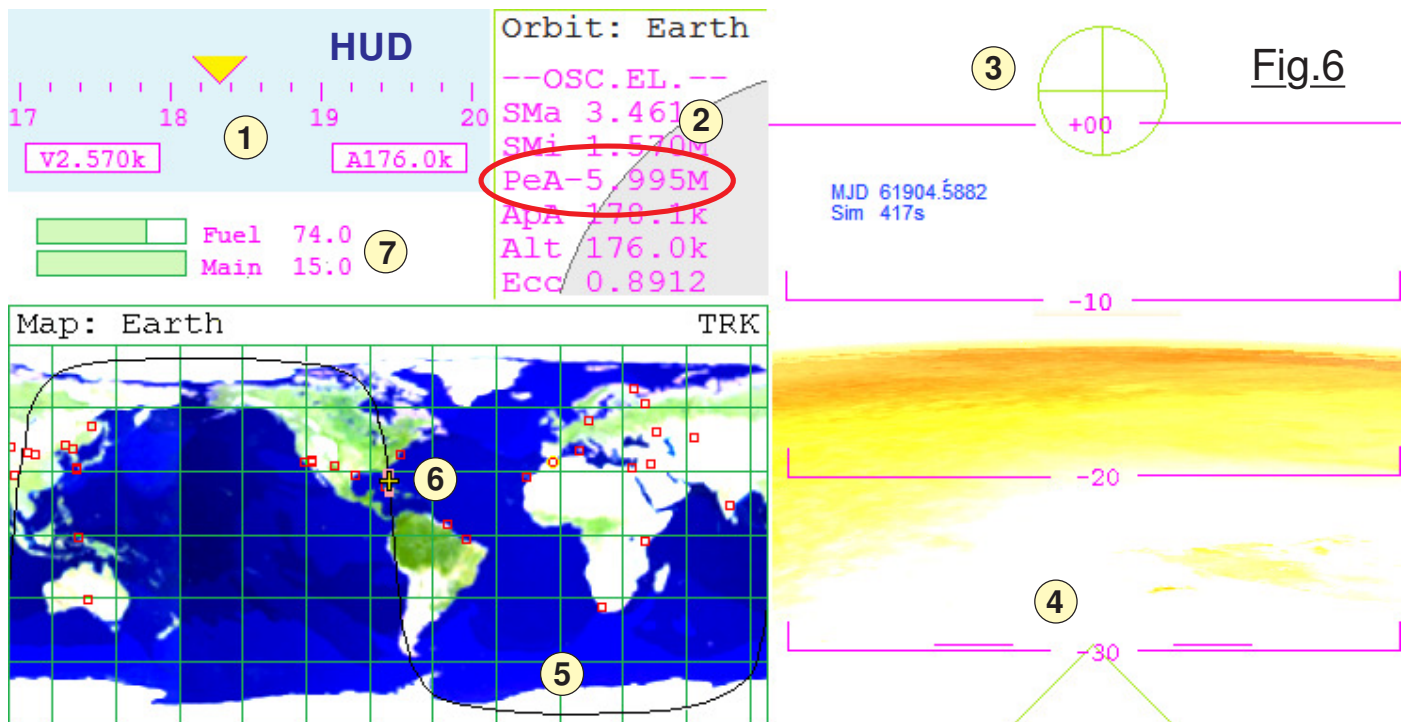 HUD
17 18 19 20
1
V2.570k
A176.0k
Fuel 74.0
Main 15.0
7
Orbit: Earth
--OSC.EL.--
SMa 3.461
2
SMi 1.570M
PeA-5.995M
ApA 178.1k
Alt 176.0k
Ecc 0.8912
3
Fig.6
+00
MJD 61904.5882
Sim 417s
-10
-20
4
-30
Map: Earth
TRK
6
5